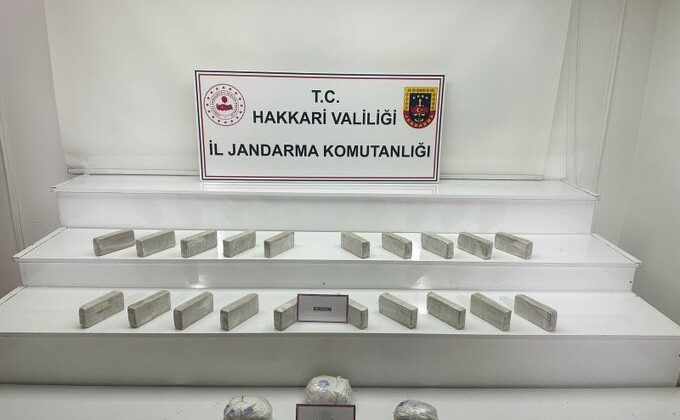 T.C.
HAKKARİ VALİLİĞİ
İL JANDARMA KOMUTANLIĞI
EROİN